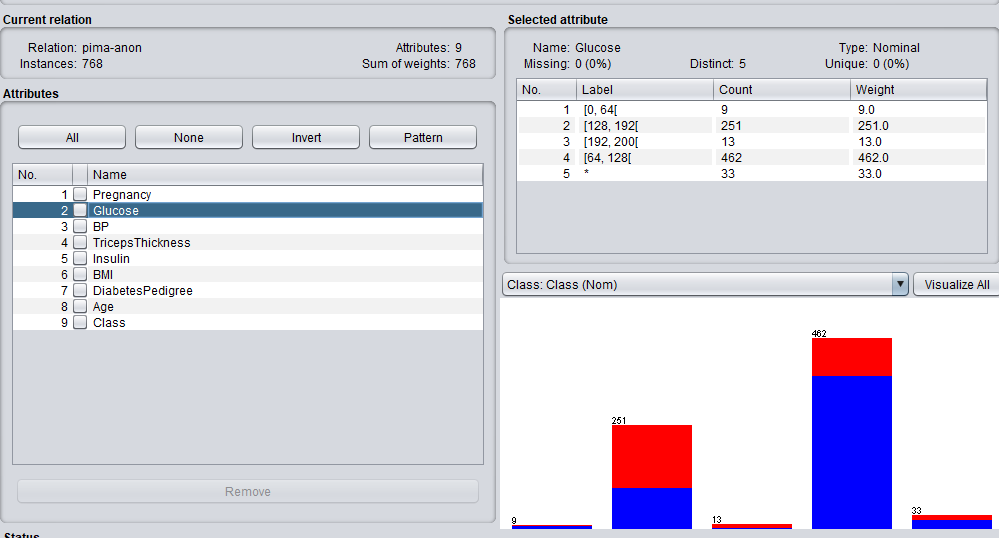 Current relation
Relation: pima-anon Attributes: 9
Instances: 768 Sum of weights: 768
Attributes
All None Invert Pattern
No. Name
1 Pregnancy
2 Glucose
3 BP
4 TricepsThickness
5 Insulin
6 BMI
7 DiabetesPedigree
8 Age
9 Class
Remove
Status
Selected attribute
Name: Glucose Type: Nominal
Missing: 0 (0%) Distinct: 5 Unique: 0 (0%)
No. Label Count Weight
1 [0, 64[ 9 9.0
2 [128, 192[ 251 251.0
3 [192, 200[ 13 13.0
4 [64, 128[ 462 462.0
5 * 33 33.0
Class: Class (Nom) Visualize All
9 251 13 462 33